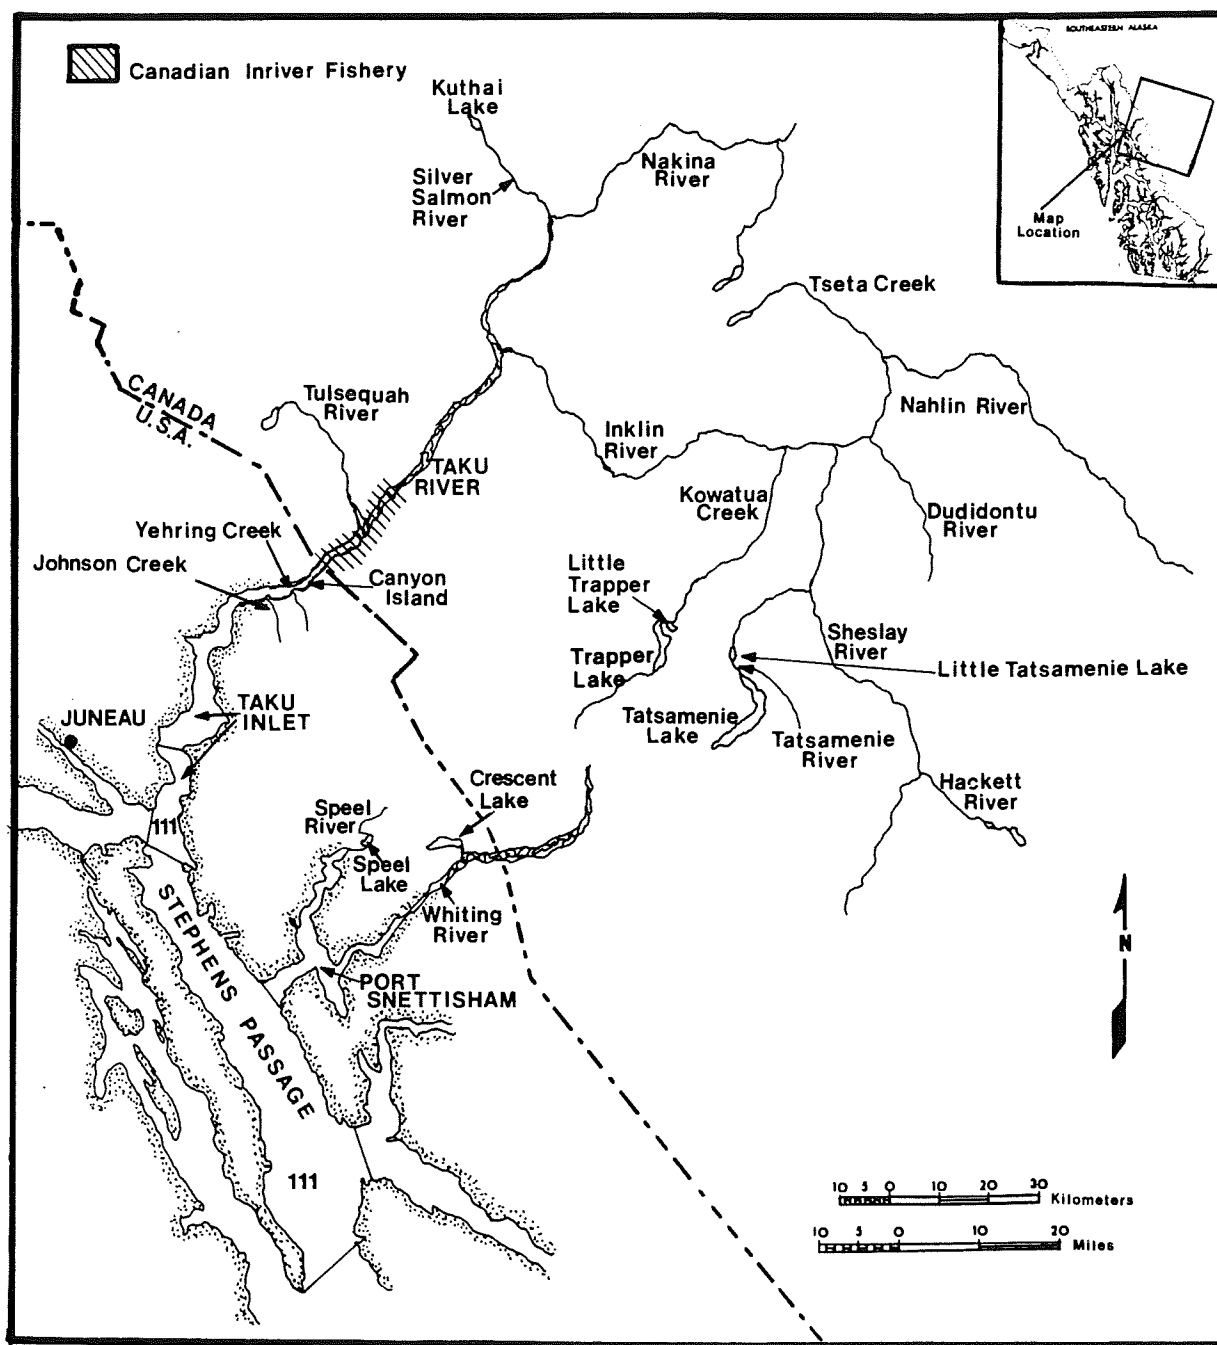 SOUTHEASTERN ALASKA
Canadian Inriver Fishery
Kuthai
Lake
Nakina
River
Silver
Salmon
River
Map
Location
Tseta Creek
CANADA
U.S.A.
Tulsequah
River
Nahlin River
Inklin
River
TAKU
RIVER
Kowatua
Creek
Dudidontu
River
Yehring Creek
Johnson Creek
Canyon
Island
Little
Trapper
Lake
Sheslay
River
Trapper
Lake
Little Tatsamenie Lake
TAKU
INLET
JUNEAU
Tatsamenie
Lake
Tatsamenie
River
Crescent
Lake
Hackett
River
Speel
River
111
Speel
Lake
Whiting
River
STEPHENS PASSAGE
N
PORT
SNETTISHAM
111
10 5 0 10 20 30
Kilometers
10 5 0 10 20
Miles